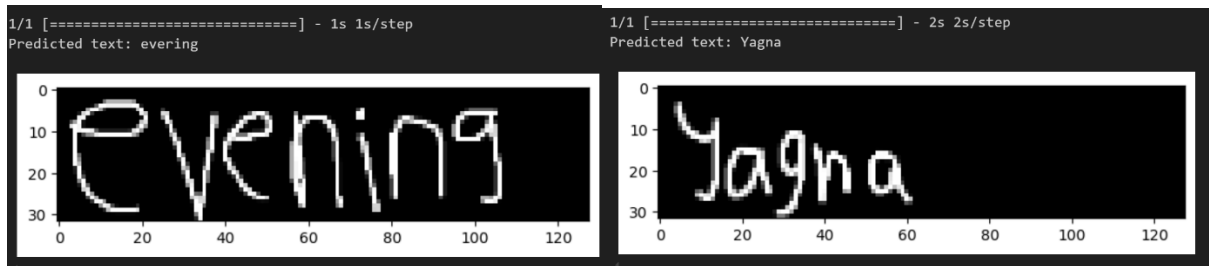 1/1 [==============================] - 1s 1s/step
Predicted text: evering
0
10
20
30
evening
0 20 40 60 80 100 120
1/1 [==============================] - 2s 2s/step
Predicted text: Yagna
0
10
20
30
Yagna
0 20 40 60 80 100 120